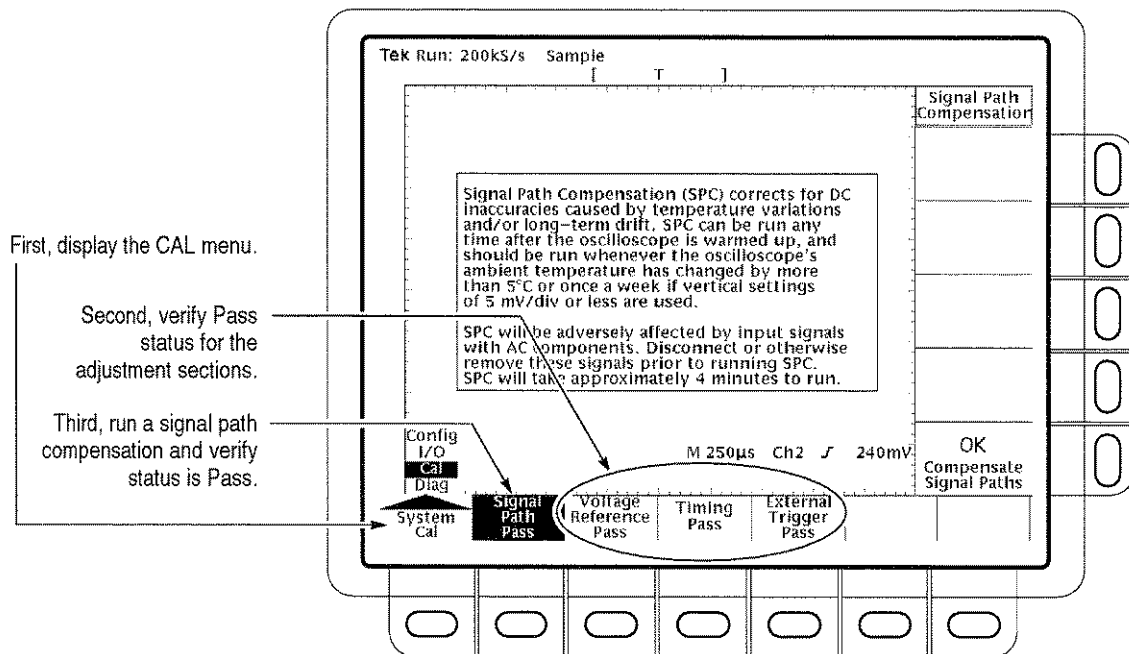 Tek Run: 200kS/s Sample
[ T ]
Signal Path
Compensation
Signal Path Compensation (SPC) corrects for DC
inaccuracies caused by temperature variations
and/or long-term drift. SPC can be run any
time after the oscilloscope is warmed up, and
should be run whenever the oscilloscope's
ambient temperature has changed by more
than 5°C or once a week if vertical settings
of 5 mV/div or less are used.
SPC will be adversely affected by input signals
with AC components. Disconnect or otherwise
remove these signals prior to running SPC.
SPC will take approximately 4 minutes to run.
First, display the CAL menu.
Second, verify Pass
status for the
adjustment sections.
Third, run a signal path
compensation and verify
status is Pass.
Config
I/O
Cal
Diag
M 250µs Ch2 ƒ 240mV
OK
Compensate
Signal Paths
System
Cal
Signal
Path
Pass
Voltage
Reference
Pass
Timing
Pass
External
Trigger
Pass